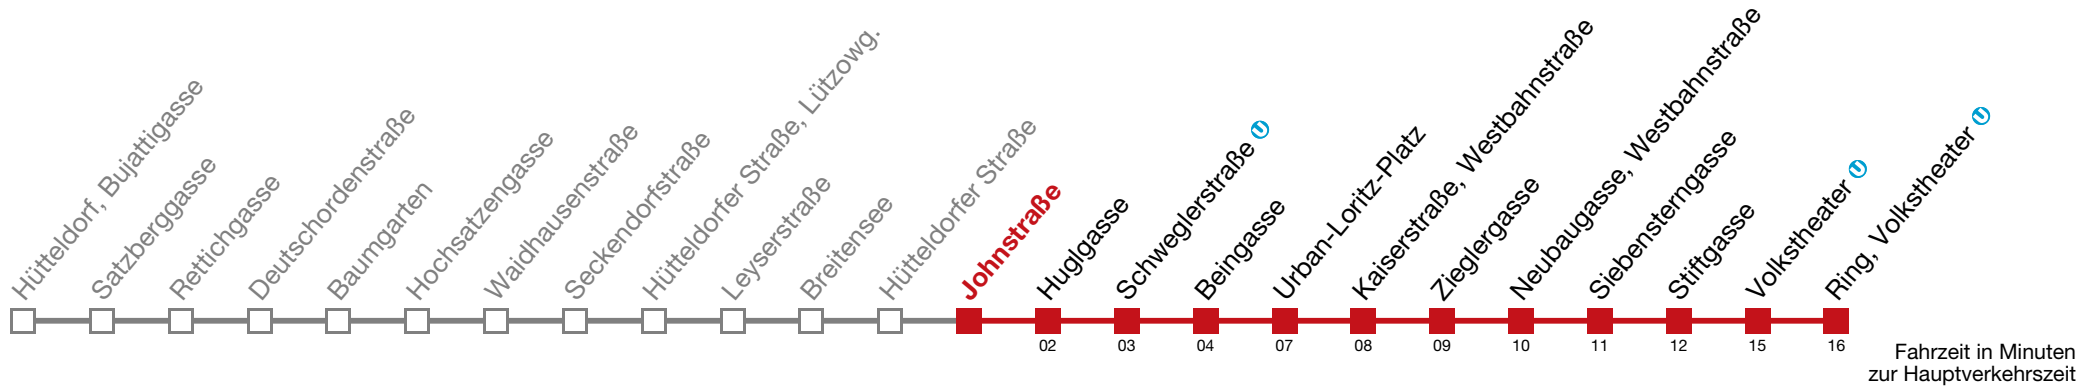 Hütteldorf, Bujattigasse
Satzberggasse
Rettichgasse
Deutschordenstraße
Baumgarten
Hochsatzengasse
Waidhausenstraße
Seckendorfstraße
Hütteldorfer Straße, Lützowg.
Leyserstraße
Breitensee
Hütteldorfer Straße
Johnstraße
Huglgasse
Schweglerstraße U
Beingasse
Urban-Loritz-Platz
Kaiserstraße, Westbahnstraße
Zieglergasse
Neubaugasse, Westbahnstraße
Siebensterngasse
Stiftgasse
Volkstheater U
Ring, Volkstheater U
02 03 04 07 08 09 10 11 12 15 16
Fahrzeit in Minuten
zur Hauptverkehrszeit